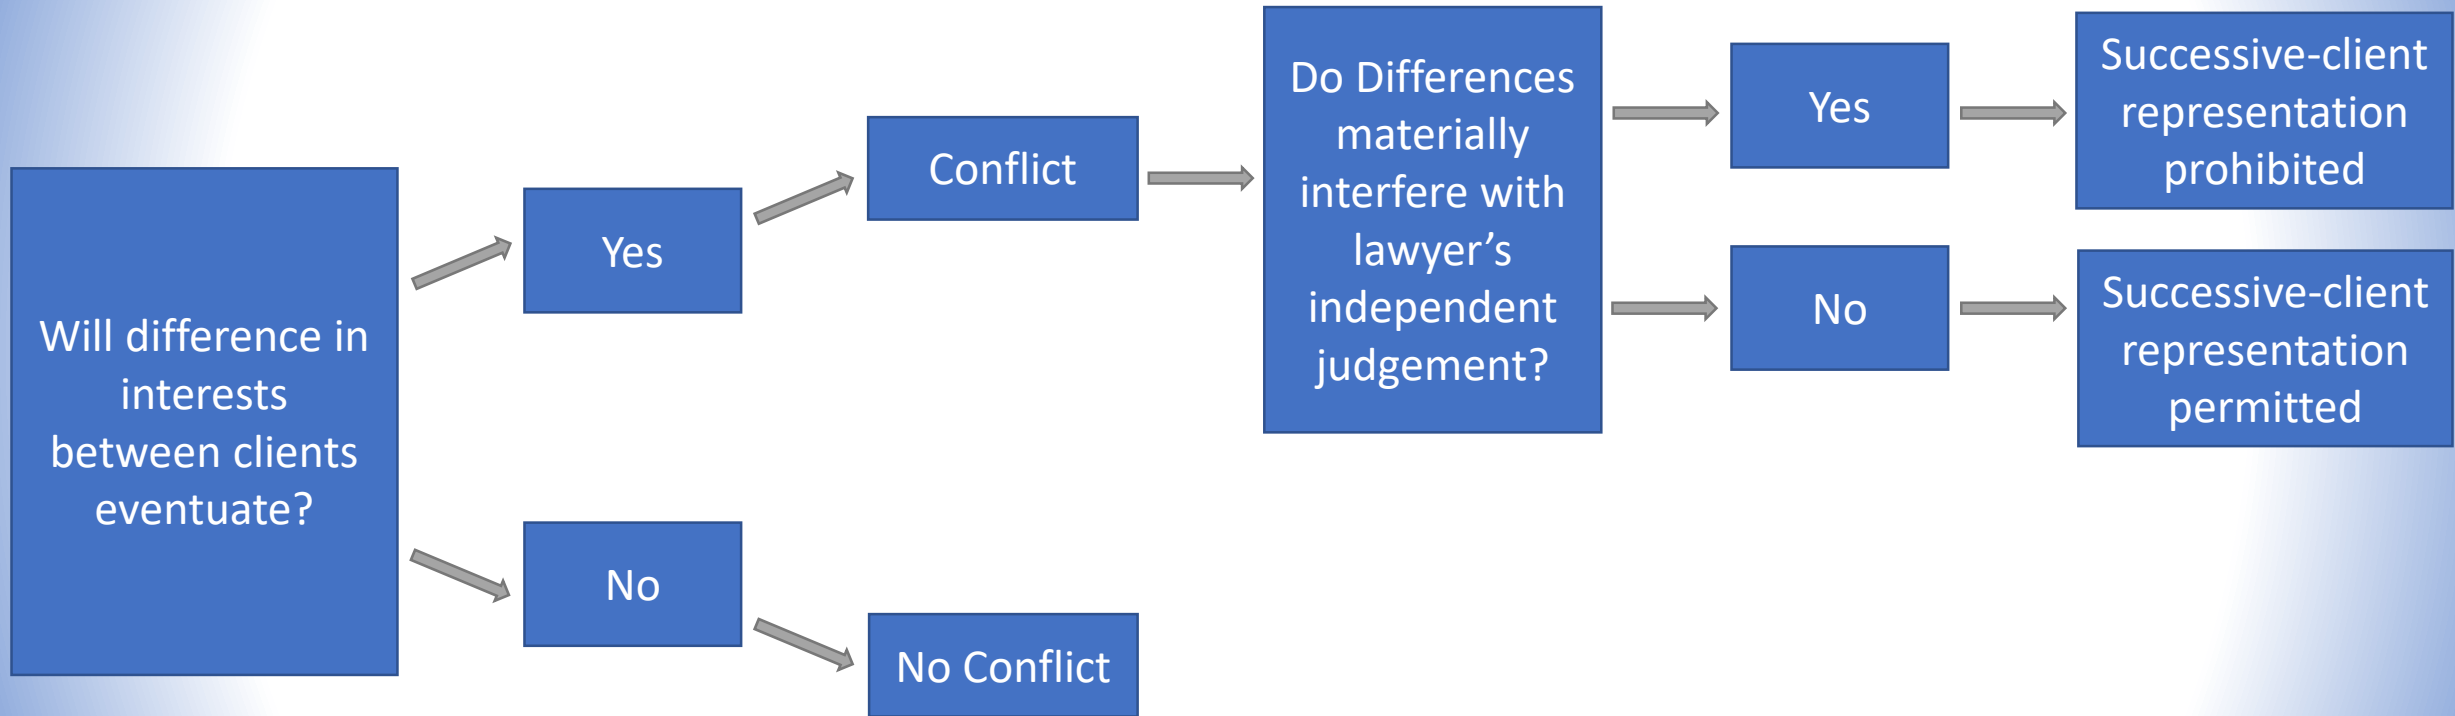 Will difference in
interests
between clients
eventuate?
Yes
No
Conflict
No Conflict
Do Differences
materially
interfere with
lawyer’s
independent
judgement?
Yes
No
Successive-client
representation
prohibited
Successive-client
representation
permitted